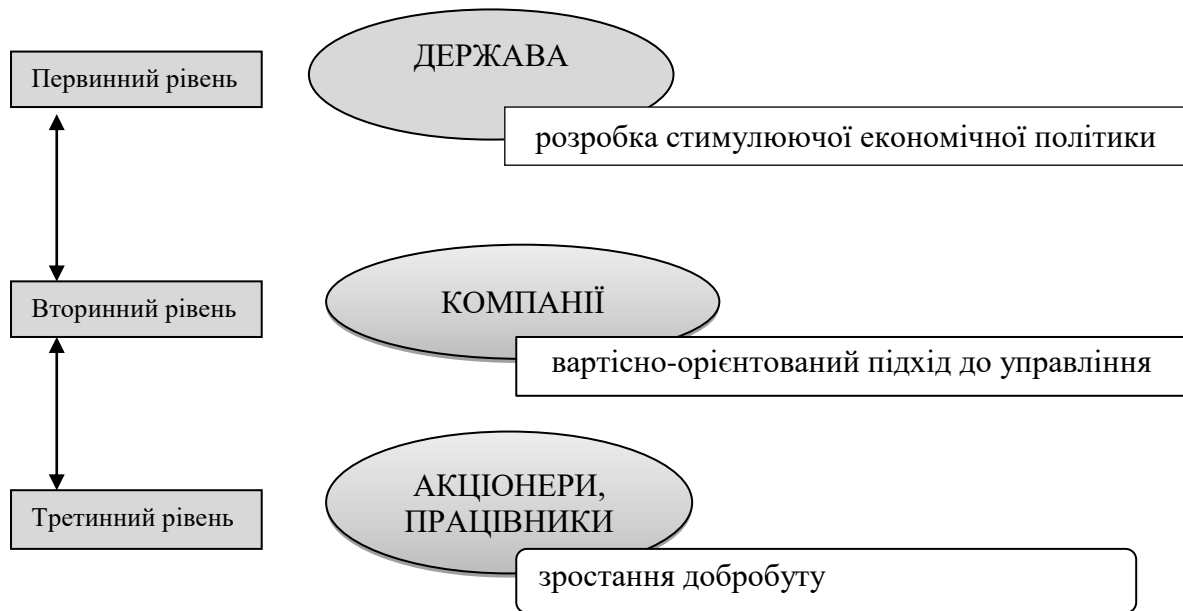 Первинний рівень
ДЕРЖАВА
розробка стимулюючої економічної політики
Вторинний рівень
КОМПАНІЇ
вартісно-орієнтований підхід до управління
Третинний рівень
АКЦІОНЕРИ,
ПРАЦІВНИКИ
зростання добробуту